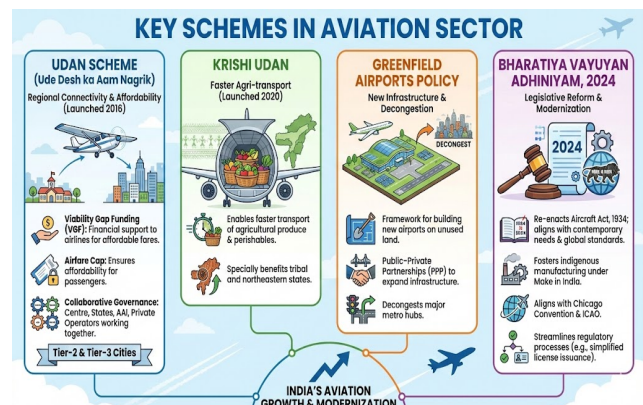 KEY SCHEMES IN AVIATION SECTOR
UDAN SCHEME
(Ude Desh ka Aam Nagrik)
Regional Connectivity & Affordability
(Launched 2016)
Viability Gap Funding
(VGF): Financial support to
airlines for affordable fares.
Airfare Cap: Ensures
affordability for
passengers.
Collaborative Governance:
Centre, States, AAI, Private
Operators working
together.
Tier-2 & Tier-3 Cities
KRISHI UDAN
Faster Agri-transport
(Launched 2020)
Enables faster transport
of agricultural produce &
perishables.
Specially benefits tribal
and northeastern states.
GREENFIELD
AIRPORTS POLICY
New Infrastructure &
Decongestion
DECONGEST
Framework for building
new airports on unused
land.
Public-Private
Partnerships (PPP) to
expand infrastructure.
Decongests major
metro hubs.
BHARATIYA VAYUYAN
ADHINIYAM, 2024
Legislative Reform &
Modernization
2024
MAKE IN INDIA
Re-enacts Aircraft Act, 1934;
aligns with contemporary
needs & global standards.
Fosters indigenous
manufacturing under
Make in India.
Aligns with Chicago
Convention & ICAO.
Streamlines regulatory
processes (e.g., simplified
license issuance).
INDIA'S AVIATION
GROWTH & MODERNIZATION